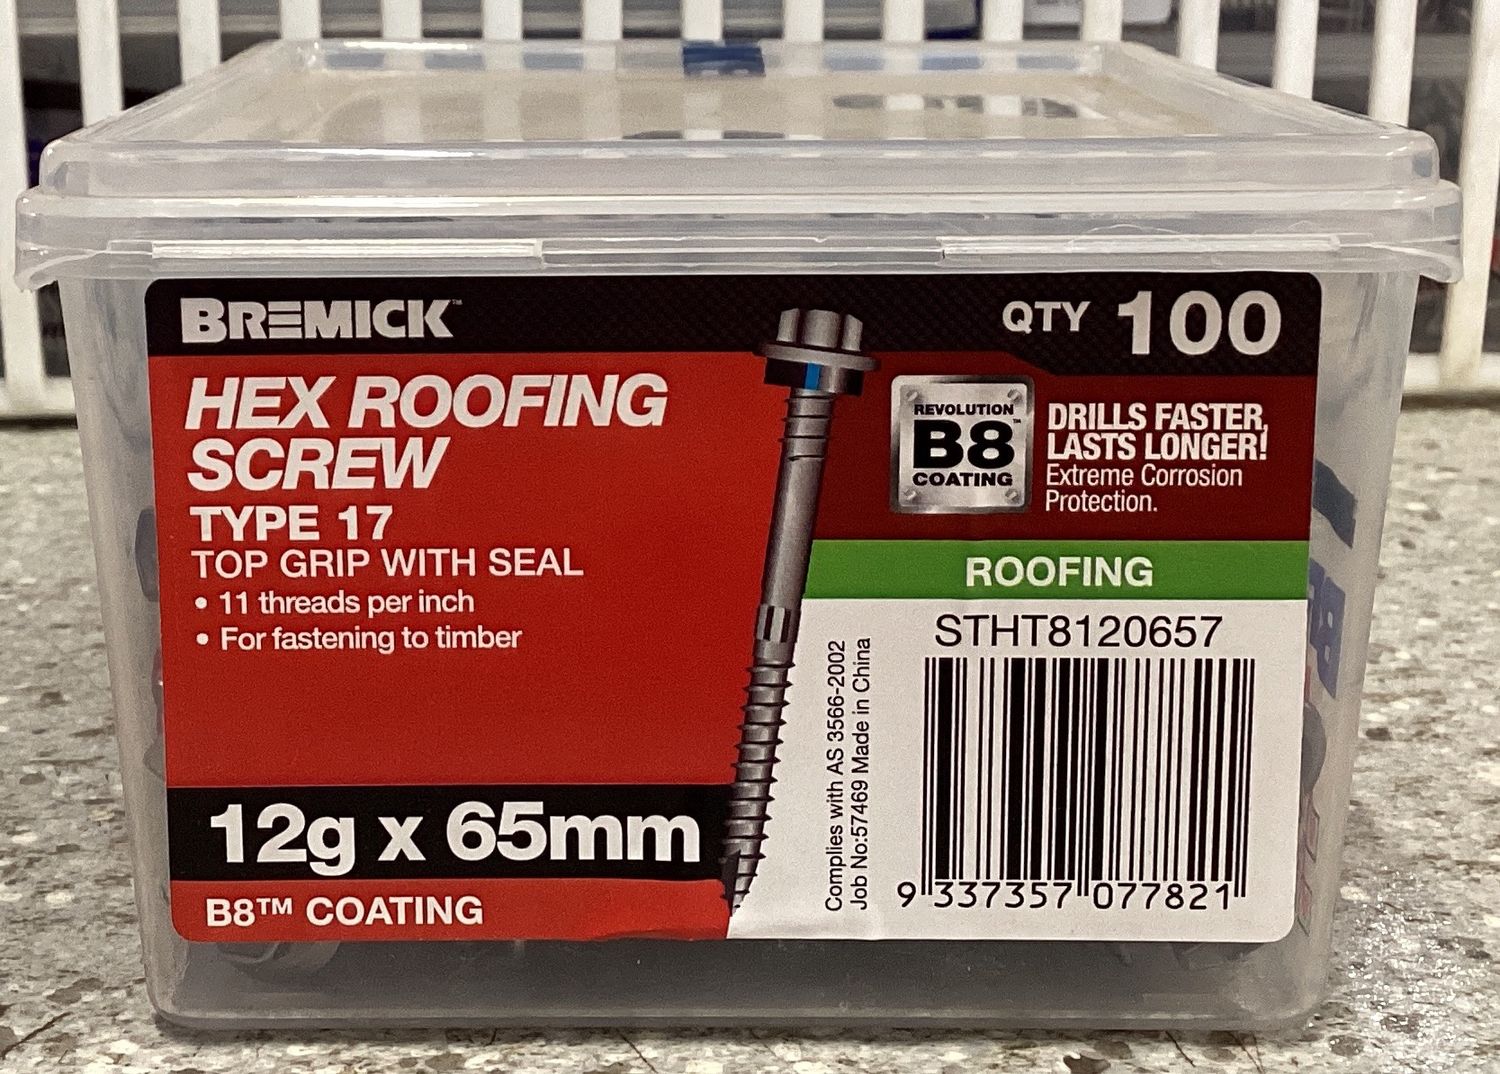 BREMICK™
QTY 100
HEX ROOFING
SCREW
TYPE 17
TOP GRIP WITH SEAL
• 11 threads per inch
• For fastening to timber
12g x 65mm
B8™ COATING
REVOLUTION
B8™
COATING
DRILLS FASTER,
LASTS LONGER!
Extreme Corrosion
Protection.
ROOFING
STHT8120657
Complies with AS 3566-2002
Job No:57469 Made in China
9 337357 077821